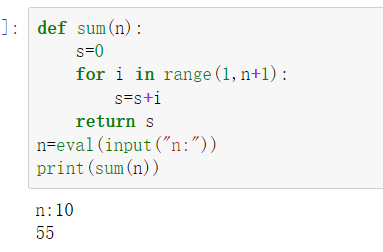 ]: def sum(n):
    s=0
    for i in range(1,n+1):
        s=s+i
    return s
n=eval(input("n:"))
print(sum(n))
n:10
55